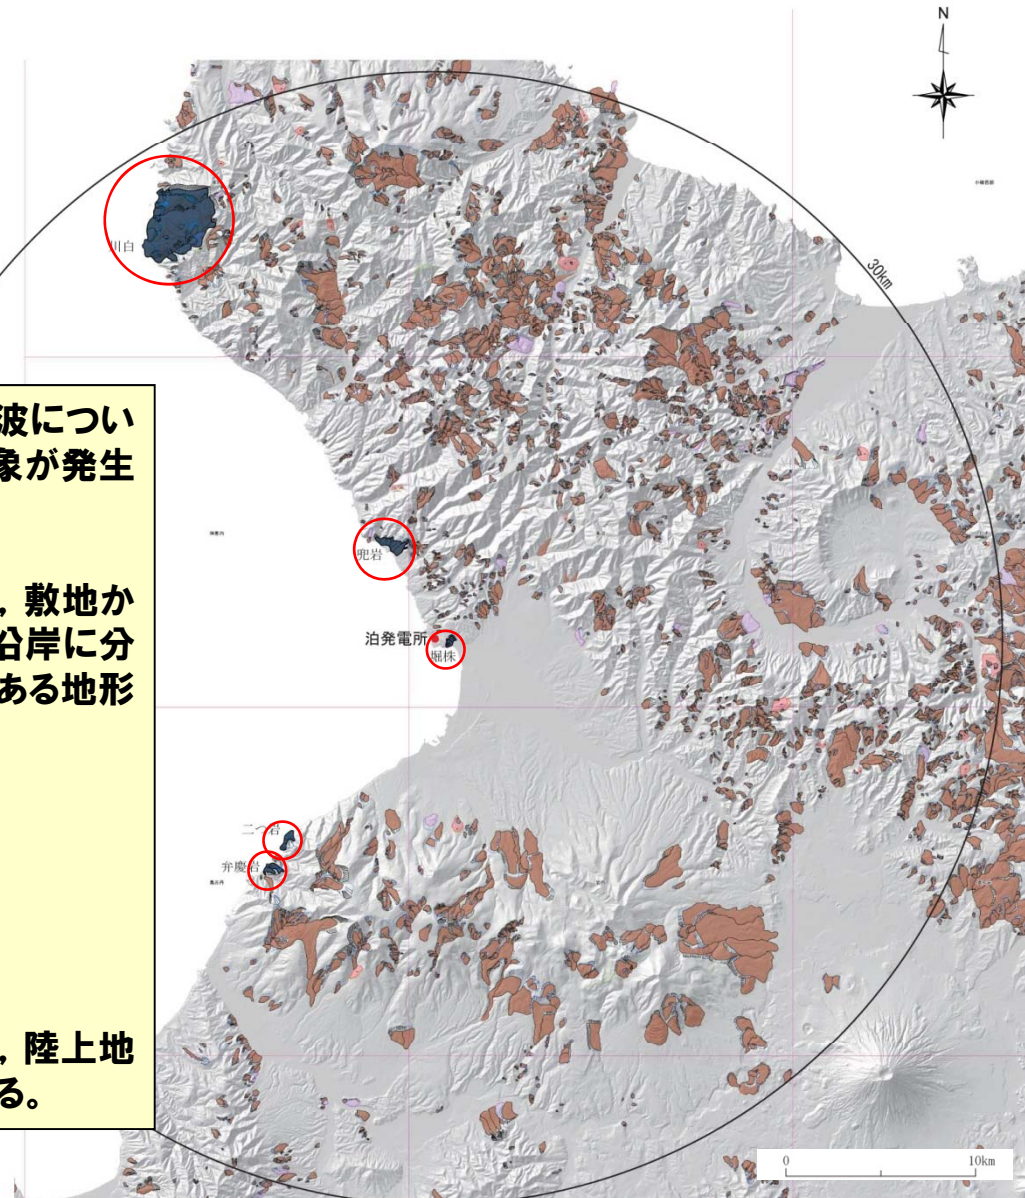 N
川白
30km
波につい
象が発生
兜岩
，敷地か
沿岸に分
ある地形
泊発電所
堀株
二つ岩
弁慶岩
，陸上地
る。
0
10km